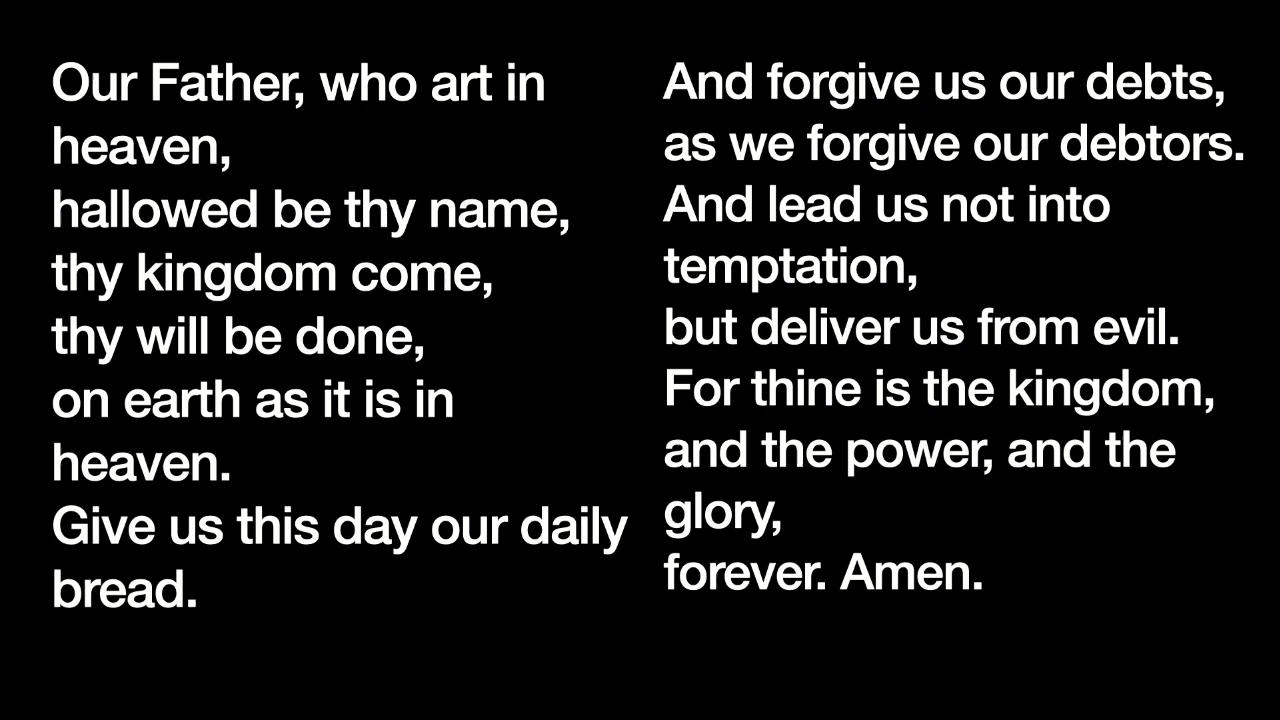 Our Father, who art in
heaven,
hallowed be thy name,
thy kingdom come,
thy will be done,
on earth as it is in
heaven.
Give us this day our daily
bread.
And forgive us our debts,
as we forgive our debtors.
And lead us not into
temptation,
but deliver us from evil.
For thine is the kingdom,
and the power, and the
glory,
forever. Amen.